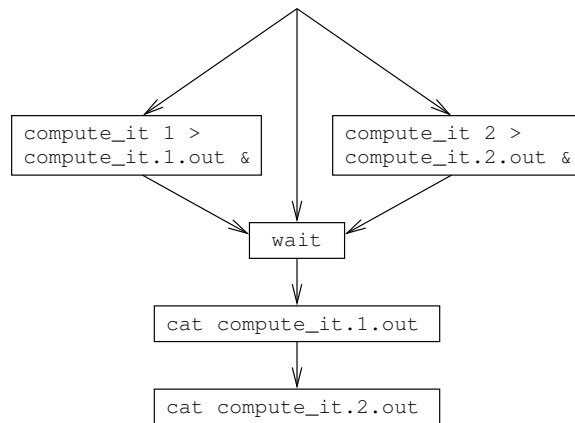 compute_it 1 >
compute_it.1.out &
compute_it 2 >
compute_it.2.out &
wait
cat compute_it.1.out
cat compute_it.2.out